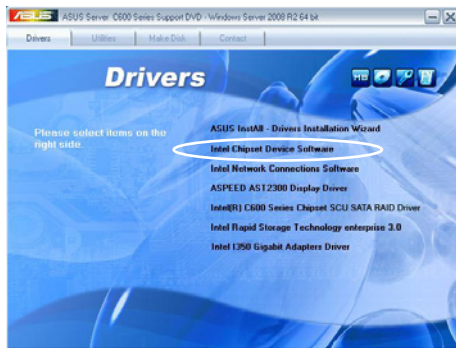 ASUS ASUS Server C600 Series Support DVD - Windows Server 2008 R2 64 bit
Drivers Utilities Make Disk Contact
Drivers
Please select items on the
right side.
ASUS InstAll - Drivers Installation Wizard
Intel Chipset Device Software
Intel Network Connections Software
ASPEED AST2300 Display Driver
Intel(R) C600 Series Chipset SCU SATA RAID Driver
Intel Rapid Storage Technology enterprise 3.0
Intel I350 Gigabit Adapters Driver